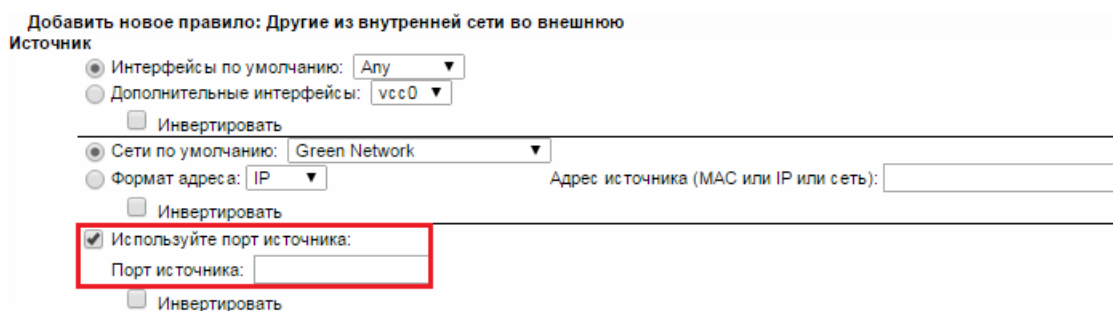 Добавить новое правило: Другие из внутренней сети во внешнюю
Источник
Интерфейсы по умолчанию: Any
Дополнительные интерфейсы: vcc0
Инвертировать
Сети по умолчанию: Green Network
Формат адреса: IP Адрес источника (MAC или IP или сеть):
Инвертировать
Используйте порт источника:
Порт источника:
Инвертировать